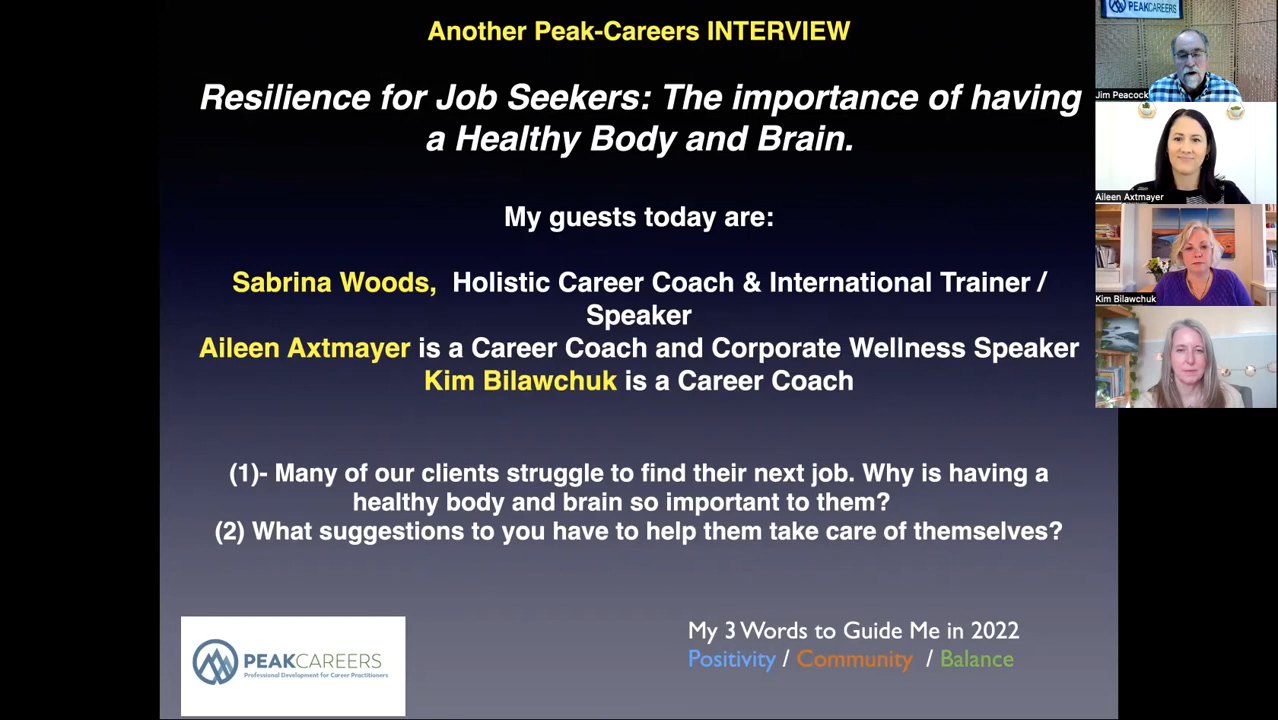 Another Peak-Careers INTERVIEW
Resilience for Job Seekers: The importance of having
a Healthy Body and Brain.
My guests today are:
Sabrina Woods, Holistic Career Coach & International Trainer /
Speaker
Aileen Axtmayer is a Career Coach and Corporate Wellness Speaker
Kim Bilawchuk is a Career Coach
(1)- Many of our clients struggle to find their next job. Why is having a
healthy body and brain so important to them?
(2) What suggestions to you have to help them take care of themselves?
PEAKCAREERS
Professional Development for Career Practitioners
My 3 Words to Guide Me in 2022
Positivity / Community / Balance
PEAKCAREERS
Jim Peacock
Aileen Axtmayer
Kim Bilawchuk